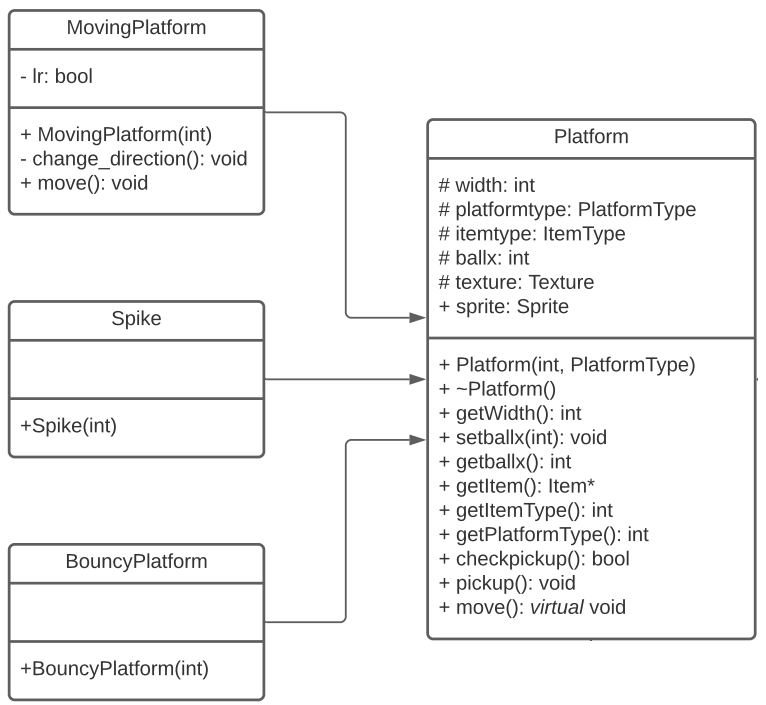 MovingPlatform
- lr: bool
+ MovingPlatform(int)
- change_direction(): void
+ move(): void
Spike
+Spike(int)
BouncyPlatform
+BouncyPlatform(int)
Platform
# width: int
# platformtype: PlatformType
# itemtype: ItemType
# ballx: int
# texture: Texture
+ sprite: Sprite
+ Platform(int, PlatformType)
+ ~Platform()
+ getWidth(): int
+ setballx(int): void
+ getballx(): int
+ getItem(): Item*
+ getItemType(): int
+ getPlatformType(): int
+ checkpickup(): bool
+ pickup(): void
+ move(): virtual void